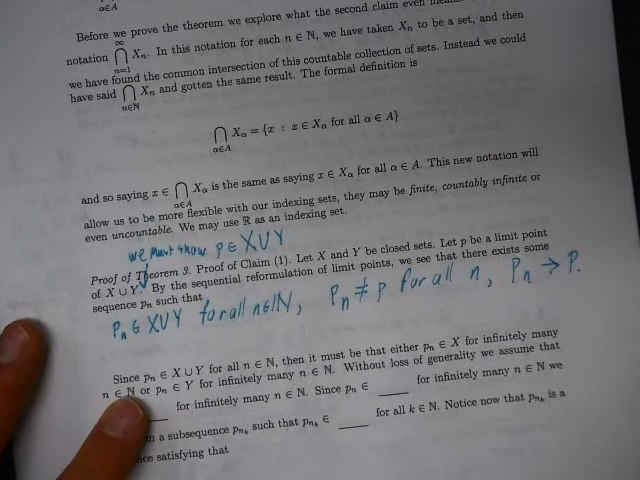 α∈A
Before we prove the theorem we explore what the second claim even
notation ⋂_{n=1}^{∞} X_n. In this notation for each n ∈ ℕ, we have taken X_n to be a set, and then
we have found the common intersection of this countable collection of sets. Instead we could
have said ⋂_{n∈ℕ} X_n and gotten the same result. The formal definition is
⋂_{α∈A} X_α = {x : x ∈ X_α for all α ∈ A}
and so saying x ∈ ⋂_{α∈A} X_α is the same as saying x ∈ X_α for all α ∈ A. This new notation will
allow us to be more flexible with our indexing sets, they may be finite, countably infinite or
even uncountable. We may use ℝ as an indexing set.
we must show p ∈ X∪Y
Proof of Theorem 3. Proof of Claim (1). Let X and Y be closed sets. Let p be a limit point
of X ∪ Y. By the sequential reformulation of limit points, we see that there exists some
sequence p_n such that
P_n ∈ X∪Y for all n∈ℕ, P_n ≠ p for all n, P_n → p.
Since p_n ∈ X ∪ Y for all n ∈ ℕ, then it must be that either p_n ∈ X for infinitely many
n ∈ ℕ or p_n ∈ Y for infinitely many n ∈ ℕ. Without loss of generality we assume that
___ for infinitely many n ∈ ℕ. Since p_n ∈ ___ for infinitely many n ∈ ℕ we
a subsequence p_{n_k} such that p_{n_k} ∈ ___ for all k ∈ ℕ. Notice now that p_{n_k} is a
satisfying that